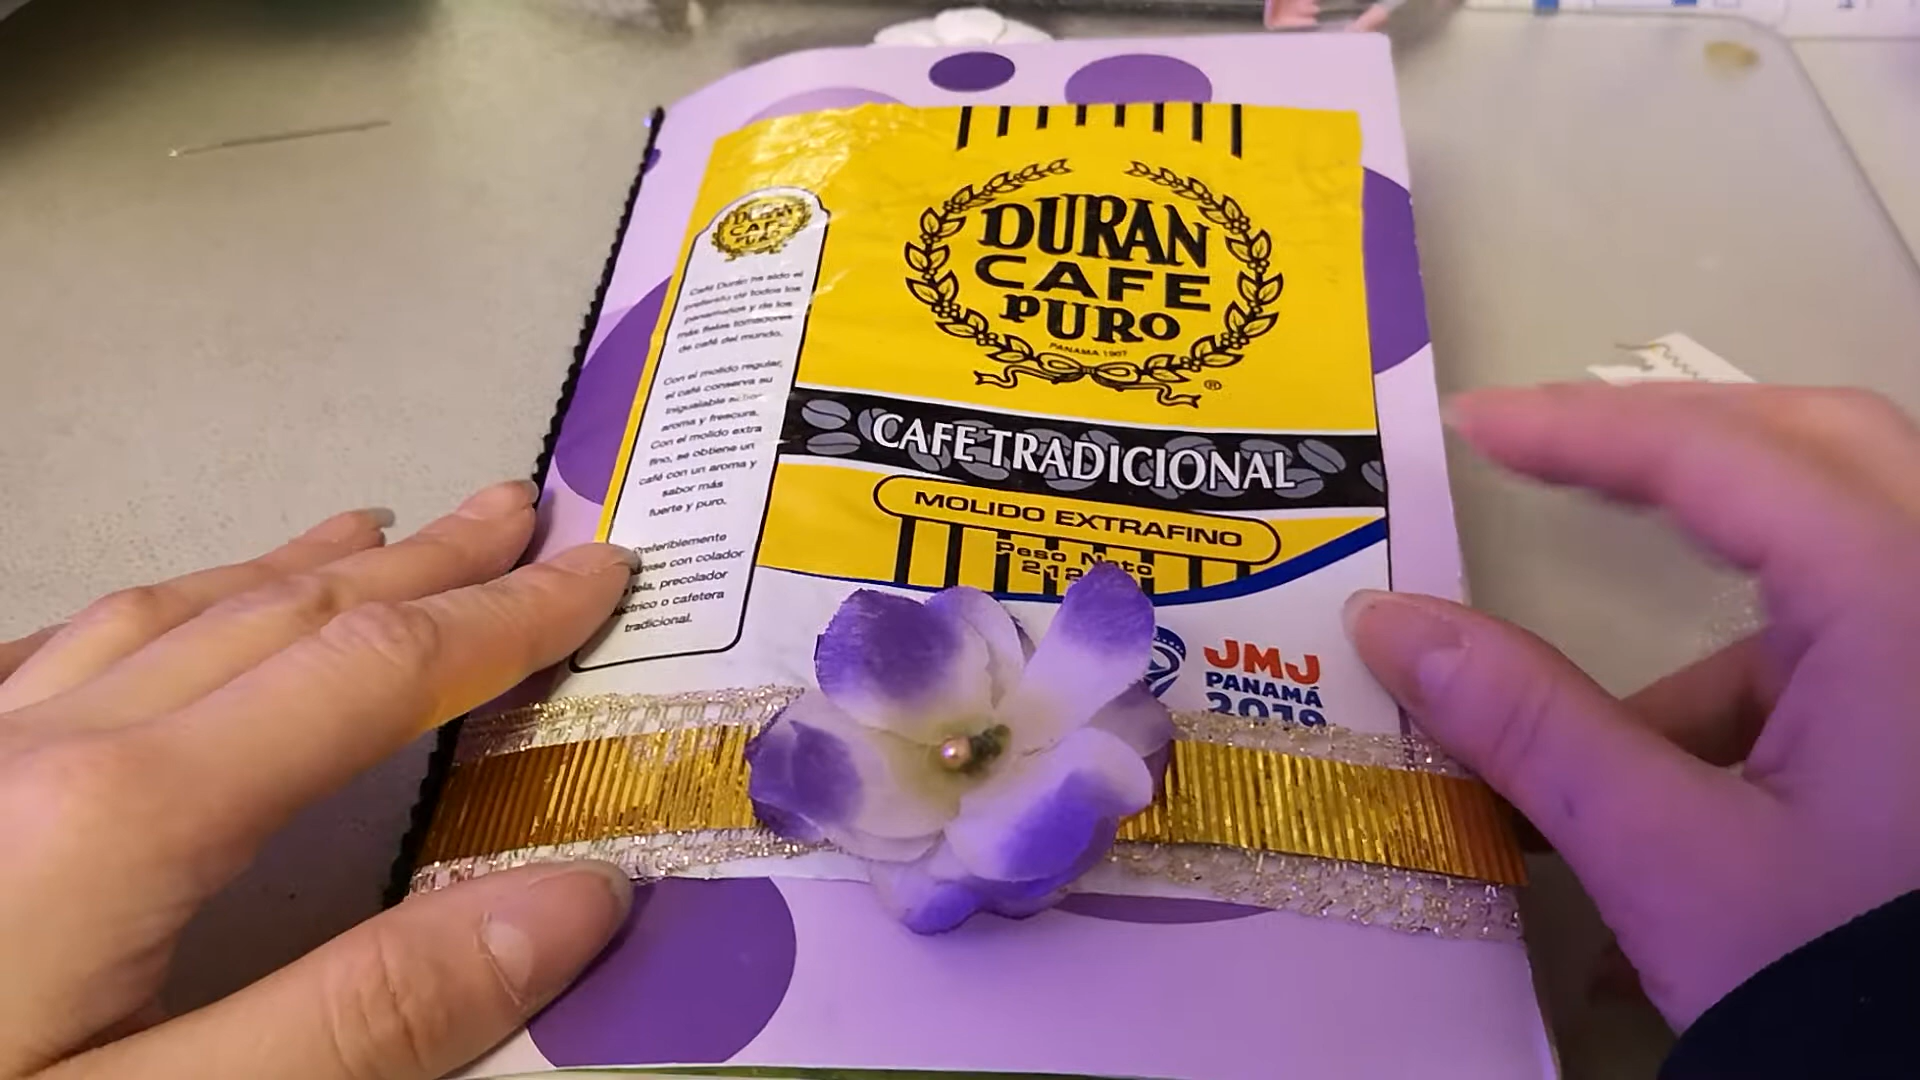 DURAN
CAFE
PURO
PANAMA 1907
®
CAFE TRADICIONAL
MOLIDO EXTRAFINO
Peso Neto
212
JMJ
PANAMÁ
2019
DURAN
CAFE
PURO
Café Durán ha sido el
preferido de todos los
panameños y de los
más fieles tomadores
de café del mundo.
Con el molido regular,
el café conserva su
inigualable sabor,
aroma y frescura.
Con el molido extra
fino, se obtiene un
café con un aroma y
sabor más
fuerte y puro.
Preferiblemente
con colador
tela, precolador
eléctrico o cafetera
tradicional.